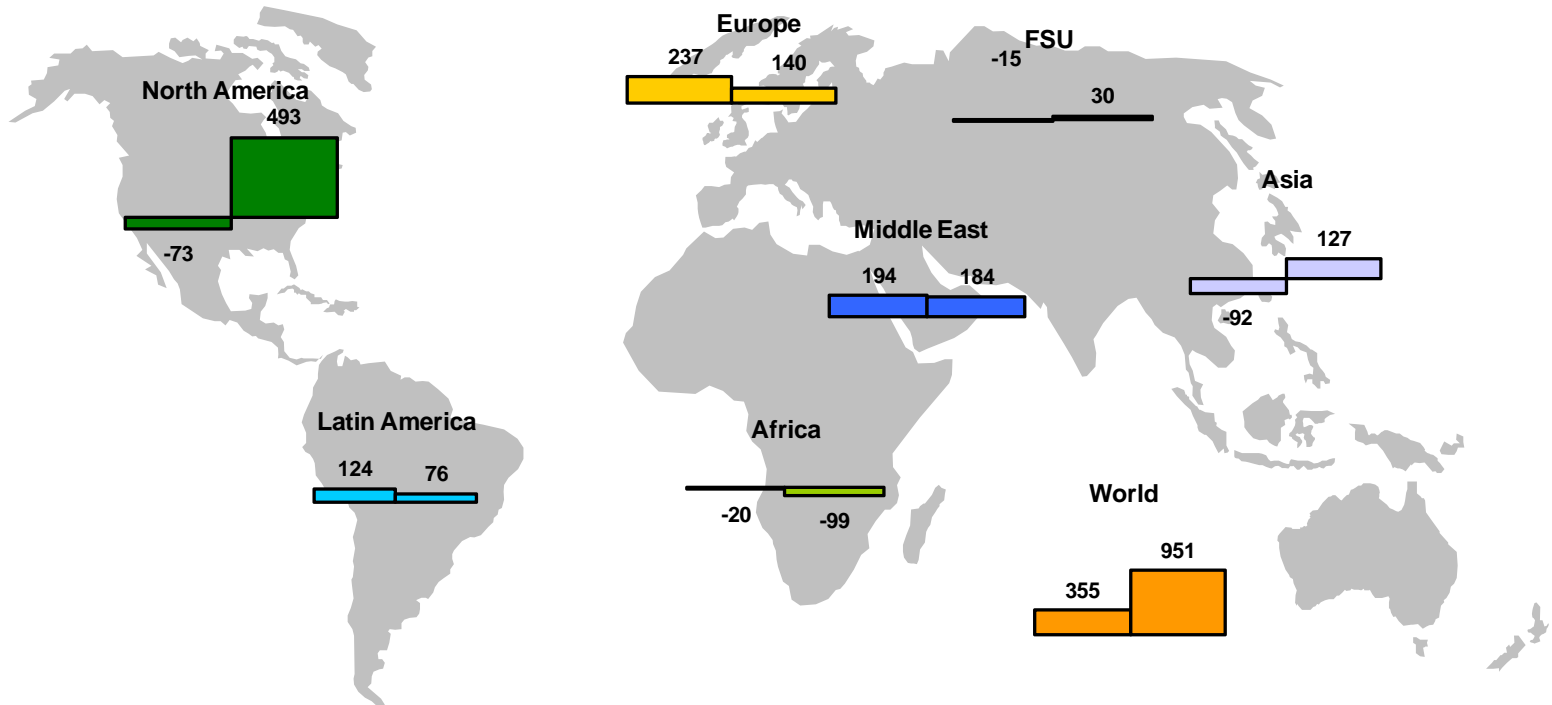 Europe
237
140
FSU
-15
30
North America
493
-73
Asia
127
-92
Middle East
194
184
Latin America
124
76
Africa
-20
-99
World
355
951